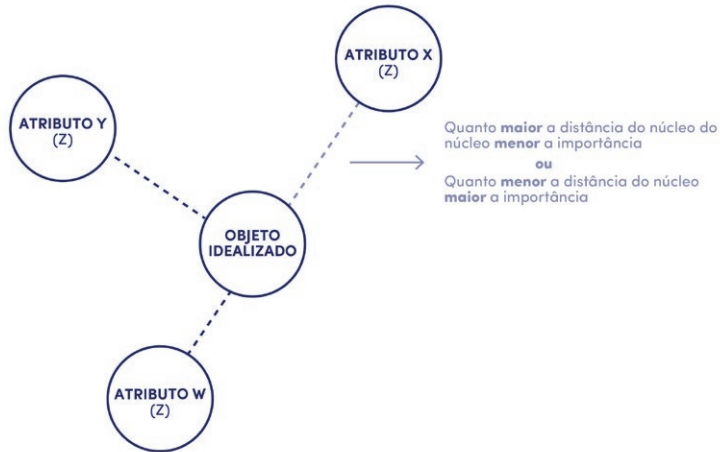 ATRIBUTO X
(Z)
ATRIBUTO Y
(Z)
Quanto maior a distância do núcleo do
núcleo menor a importância
ou
Quanto menor a distância do núcleo
maior a importância
OBJETO
IDEALIZADO
ATRIBUTO W
(Z)